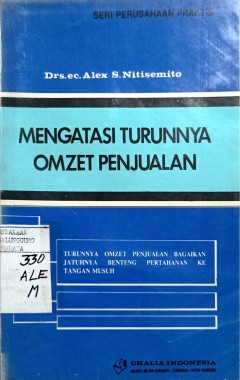 SERI PERUSAHAAN PRAKTIS
Drs.ec. Alex S. Nitisemito
MENGATASI TURUNNYA
OMZET PENJUALAN
TURUNNYA OMZET PENJUALAN BAGAIKAN
JATUHNYA BENTENG PERTAHANAN KE
TANGAN MUSUH
330
ALE
M
GHALIA INDONESIA